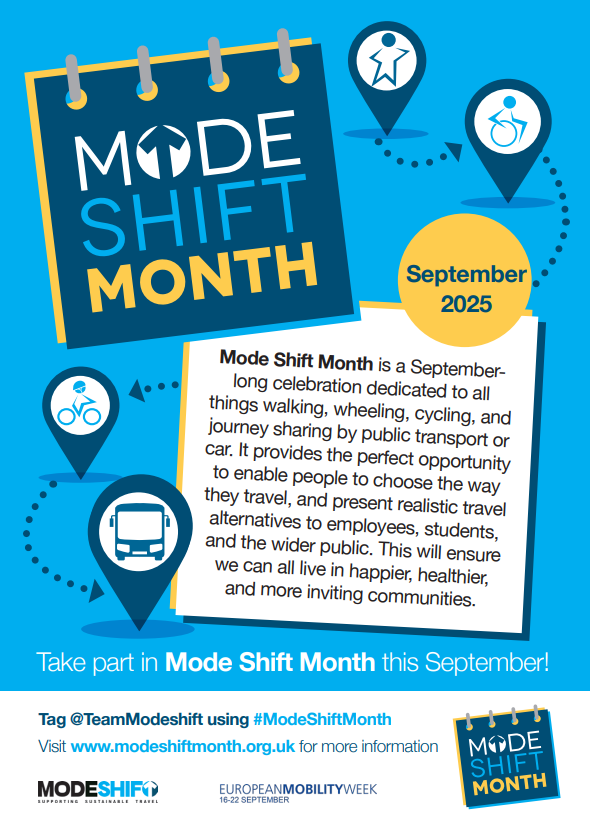 MODE
SHIFT
MONTH
September
2025
Mode Shift Month is a September-
long celebration dedicated to all
things walking, wheeling, cycling, and
journey sharing by public transport or
car. It provides the perfect opportunity
to enable people to choose the way
they travel, and present realistic travel
alternatives to employees, students,
and the wider public. This will ensure
we can all live in happier, healthier,
and more inviting communities.
Take part in Mode Shift Month this September!
Tag @TeamModeshift using #ModeShiftMonth
Visit www.modeshiftmonth.org.uk for more information
MODESHIFT
SUPPORTING SUSTAINABLE TRAVEL
EUROPEANMOBILITYWEEK
16-22 SEPTEMBER
MODE
SHIFT
MONTH